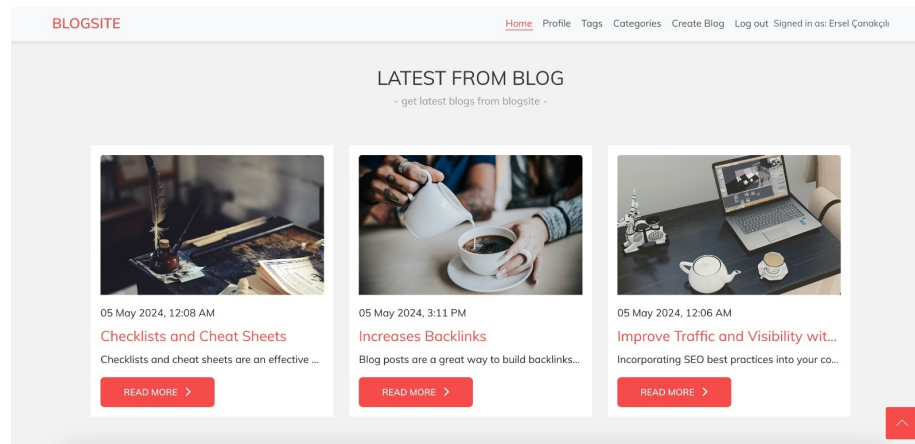 BLOGSITE
Home Profile Tags Categories Create Blog Log out Signed in as: Ersel Çanakçılı
LATEST FROM BLOG
- get latest blogs from blogsite -
05 May 2024, 12:08 AM
Checklists and Cheat Sheets
Checklists and cheat sheets are an effective ...
READ MORE
05 May 2024, 3:11 PM
Increases Backlinks
Blog posts are a great way to build backlinks...
READ MORE
05 May 2024, 12:06 AM
Improve Traffic and Visibility wit...
Incorporating SEO best practices into your co...
READ MORE